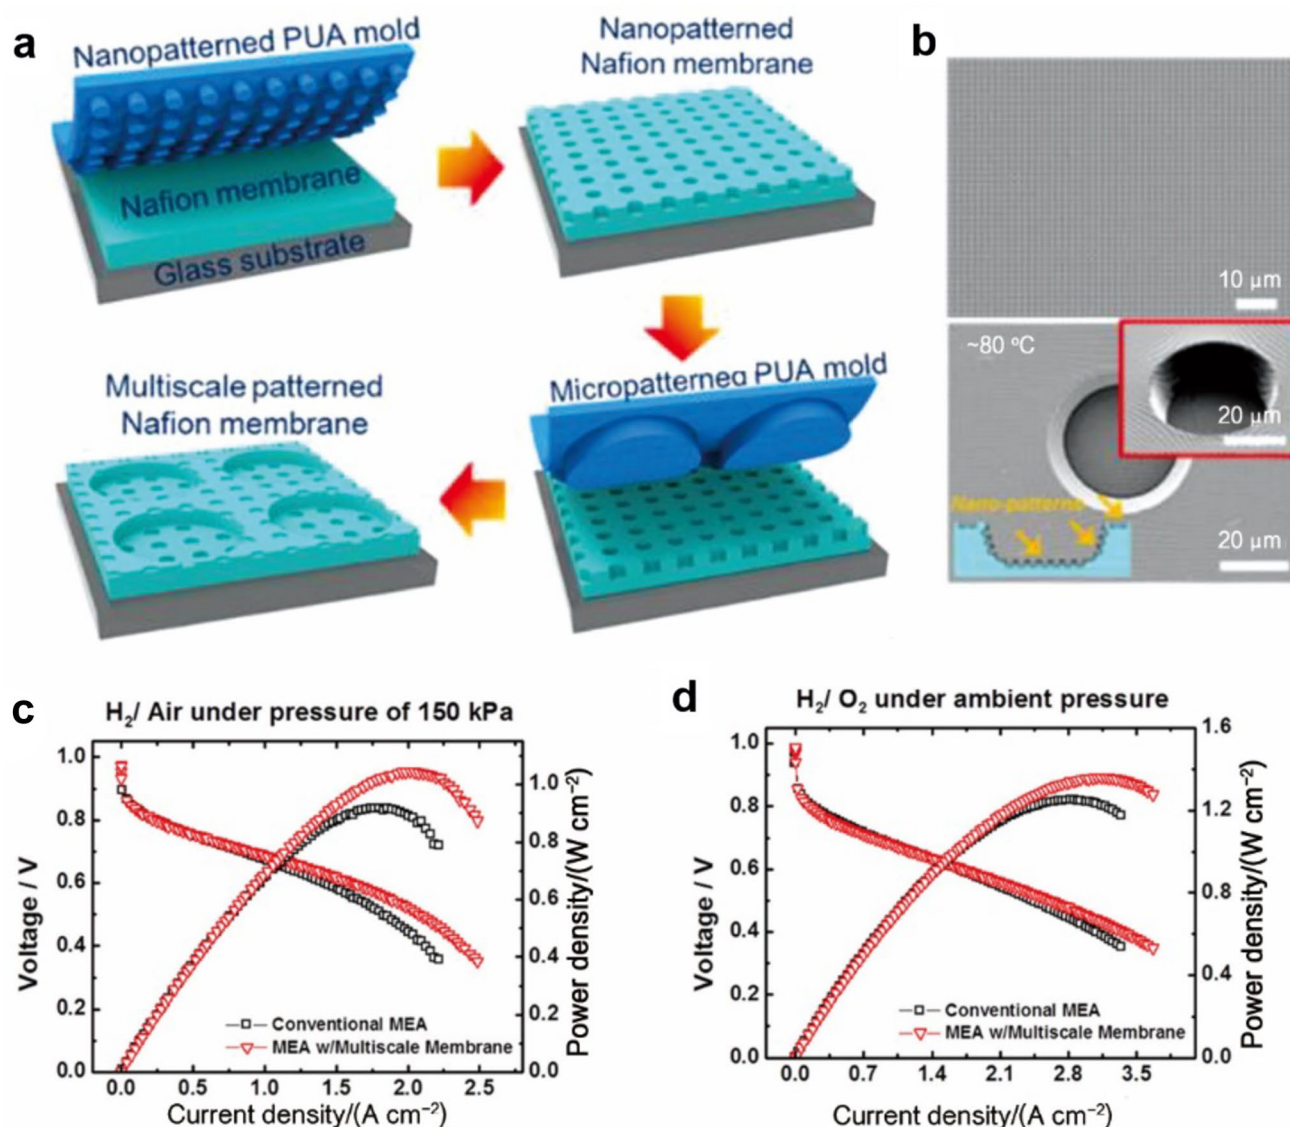 a
Nanopatterned PUA mold
Nafion membrane
Glass substrate
Nanopatterned
Nafion membrane
Micropatterned PUA mold
Multiscale patterned
Nafion membrane
b
10 µm
~80 °C
20 µm
Nano-patterns
20 µm
c
H₂/ Air under pressure of 150 kPa
Voltage / V
1.0
0.8
0.6
0.4
0.2
0.0
Power density/(W cm⁻²)
1.0
0.8
0.6
0.4
0.2
0.0
Conventional MEA
MEA w/Multiscale Membrane
0.0 0.5 1.0 1.5 2.0 2.5
Current density/(A cm⁻²)
d
H₂/ O₂ under ambient pressure
Voltage / V
1.0
0.8
0.6
0.4
0.2
0.0
Power density/(W cm⁻²)
1.6
1.2
0.8
0.4
0.0
Conventional MEA
MEA w/Multiscale Membrane
0.0 0.7 1.4 2.1 2.8 3.5
Current density/(A cm⁻²)